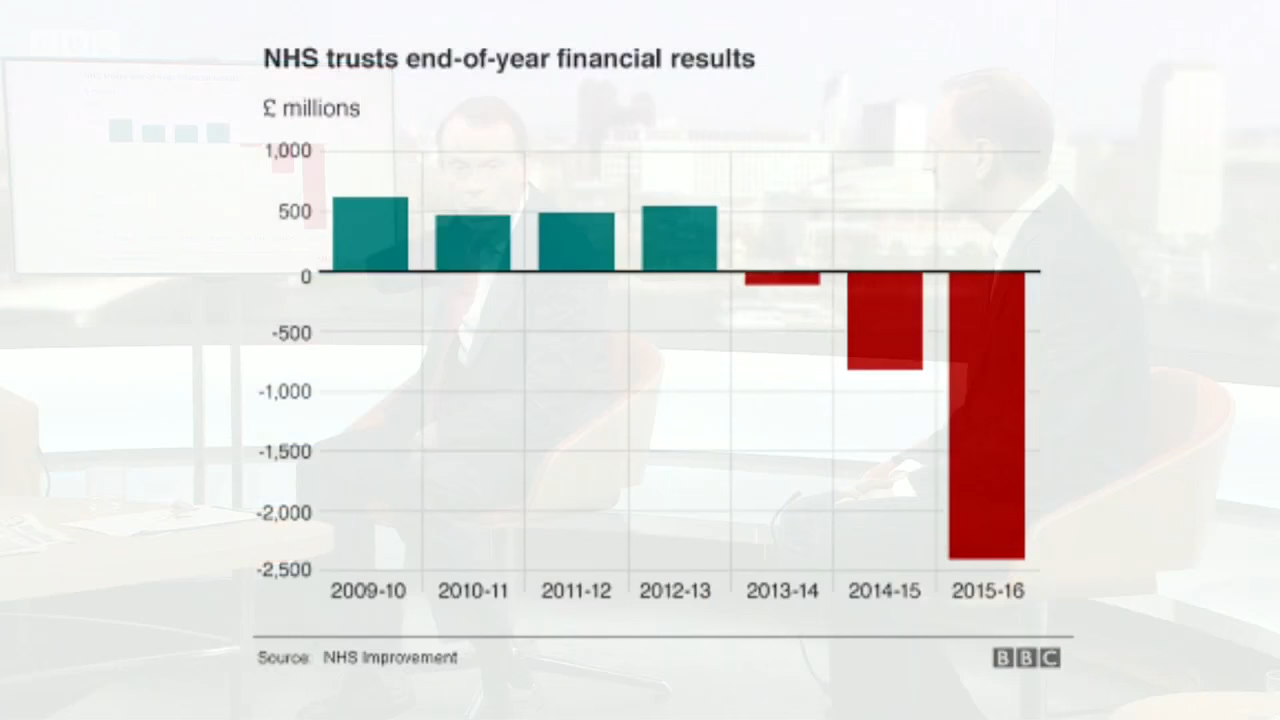 NHS trusts end-of-year financial results
£ millions
1,000
500
0
-500
-1,000
-1,500
-2,000
-2,500
2009-10 2010-11 2011-12 2012-13 2013-14 2014-15 2015-16
Source: NHS Improvement
BBC